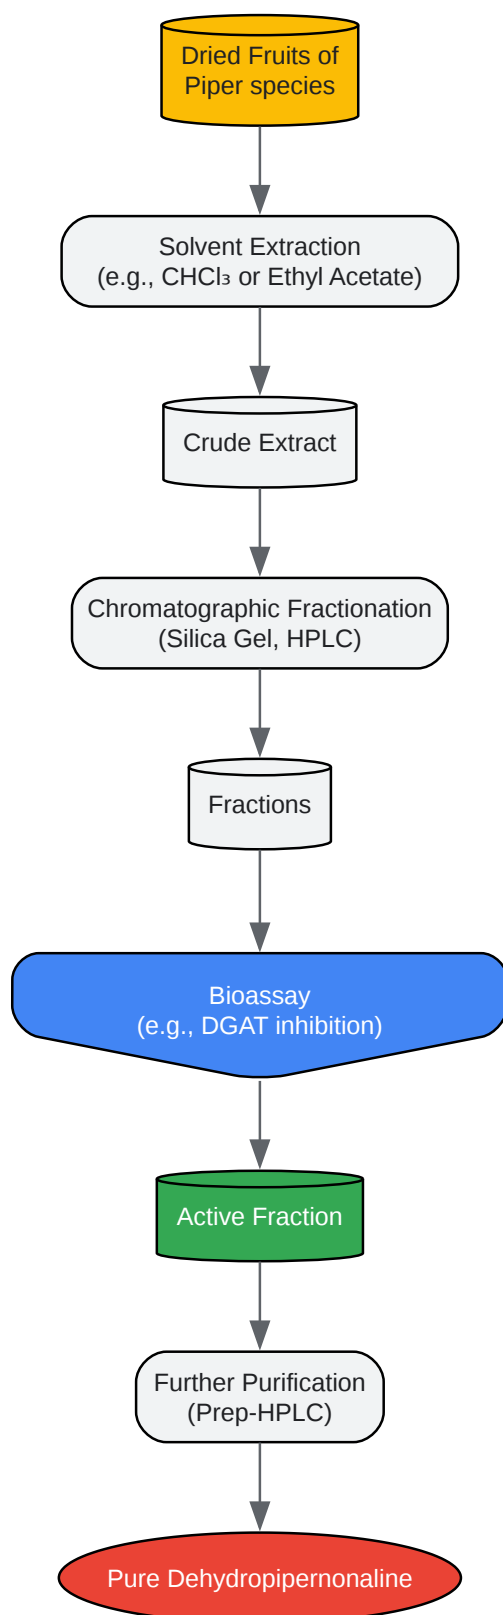 Dried Fruits of
Piper species
Solvent Extraction
(e.g., CHCl₃ or Ethyl Acetate)
Crude Extract
Chromatographic Fractionation
(Silica Gel, HPLC)
Fractions
Bioassay
(e.g., DGAT inhibition)
Active Fraction
Further Purification
(Prep-HPLC)
Pure Dehydropipernonaline